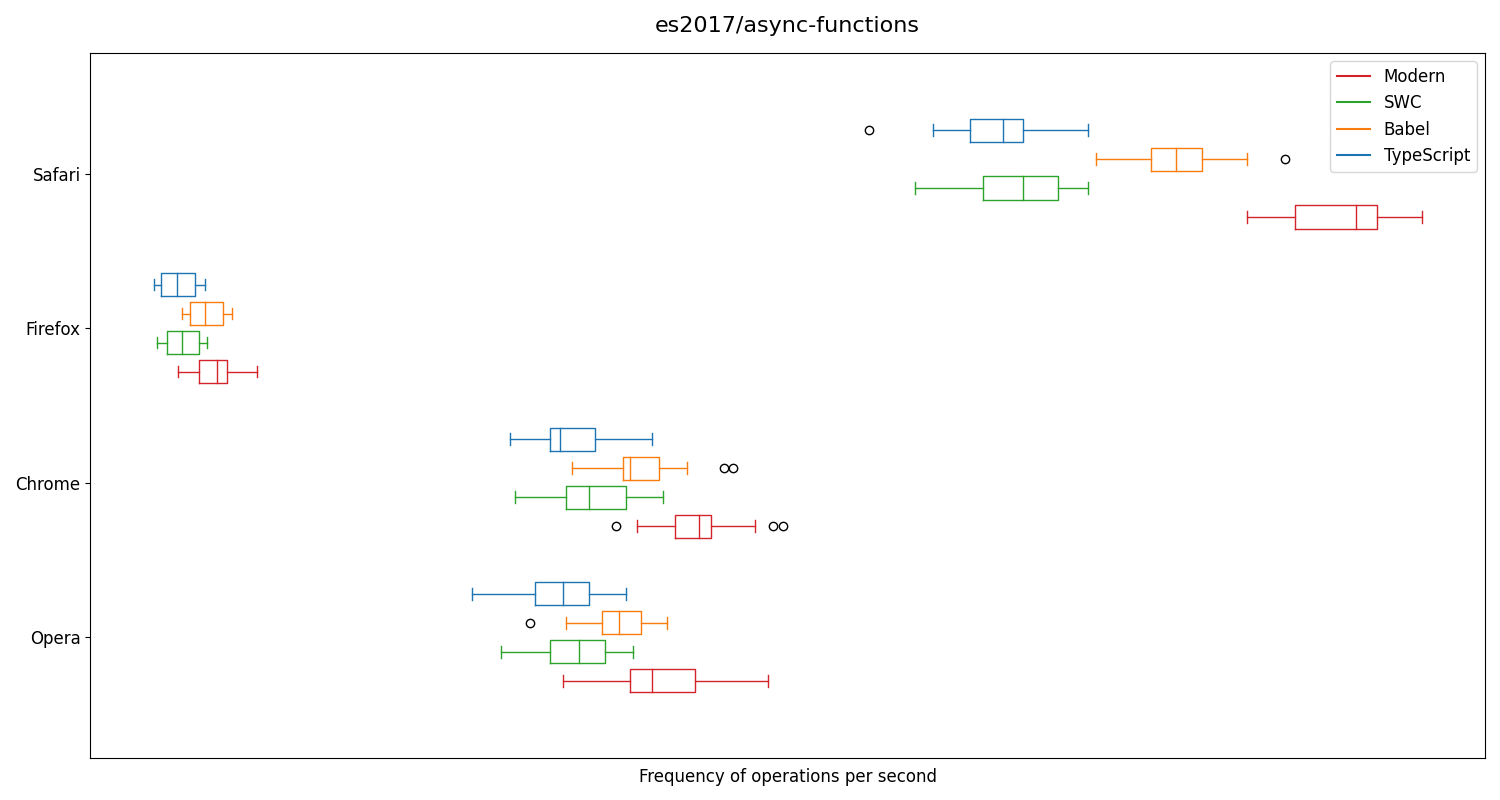 es2017/async-functions
Modern
SWC
Babel
TypeScript
Safari
Firefox
Chrome
Opera
Frequency of operations per second